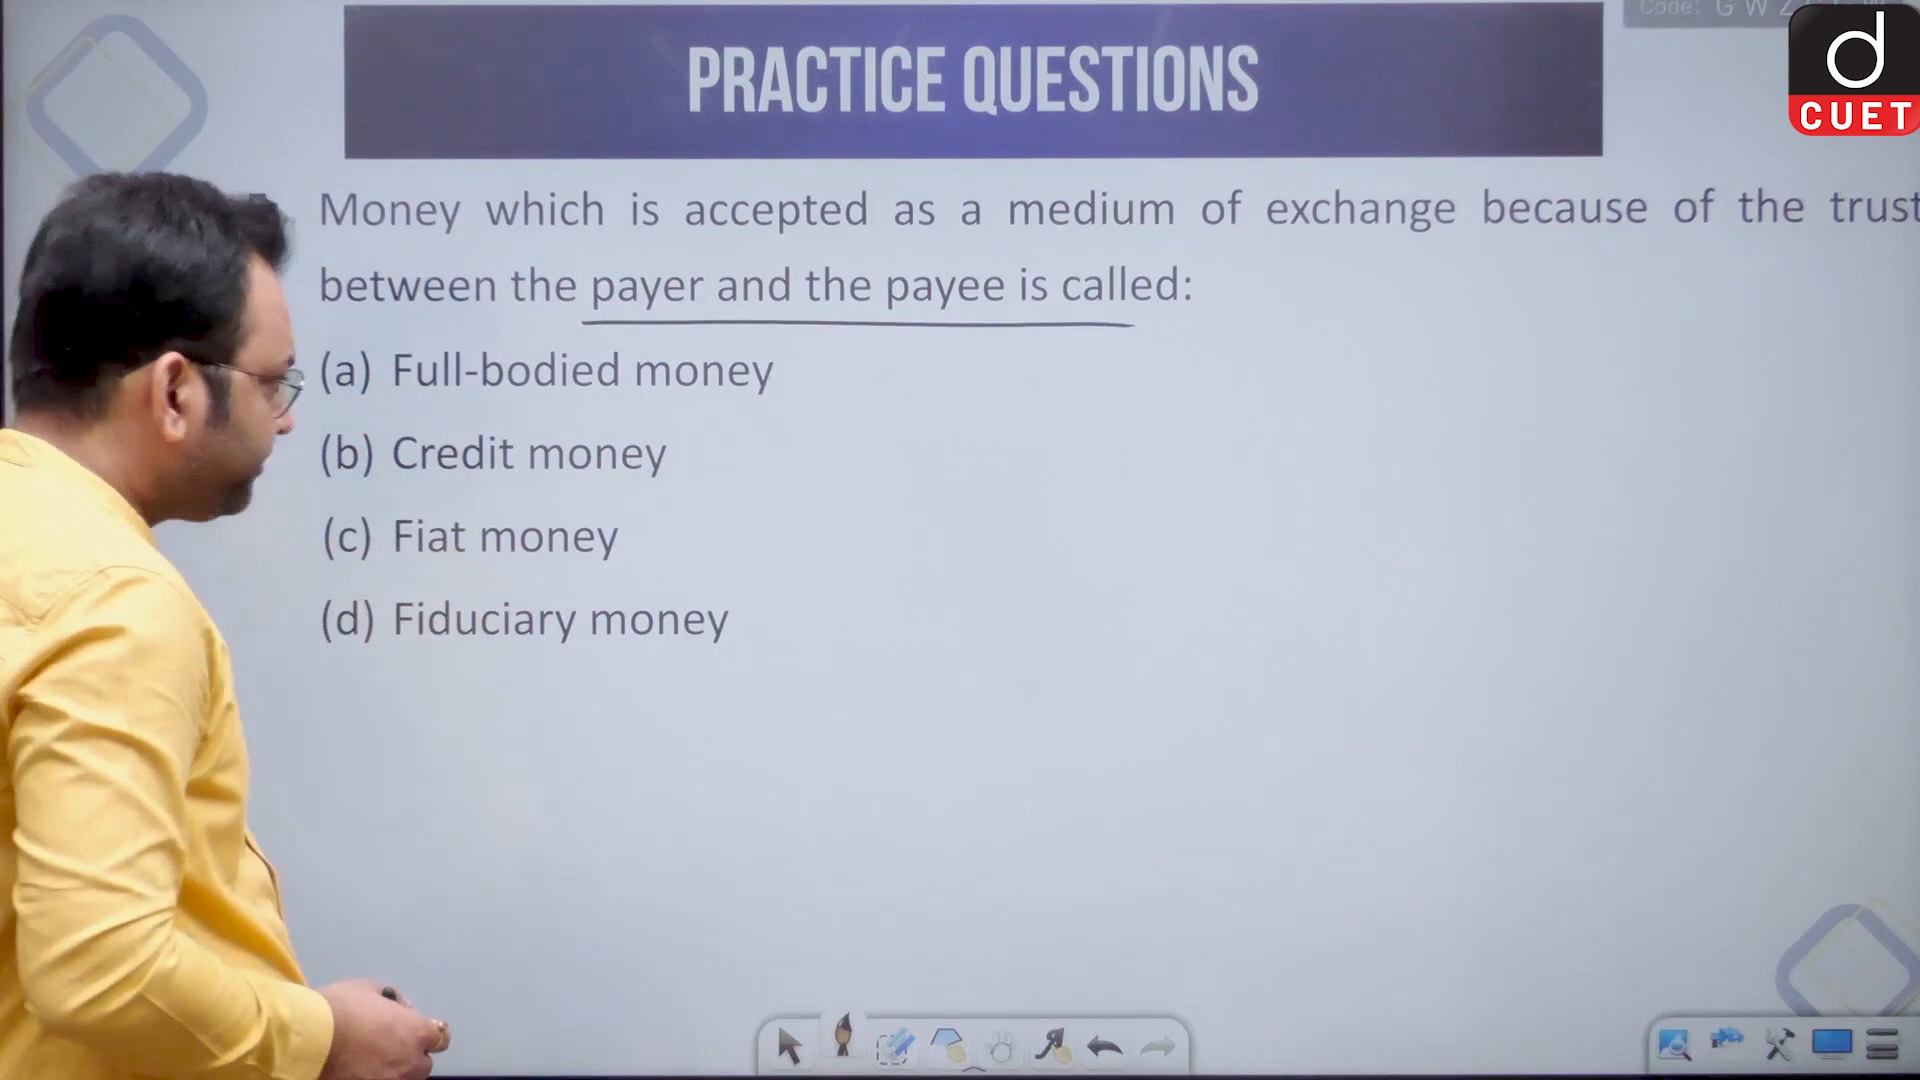 Code: G W Z
PRACTICE QUESTIONS
d
CUET
Money which is accepted as a medium of exchange because of the trust
between the payer and the payee is called:
(a) Full-bodied money
(b) Credit money
(c) Fiat money
(d) Fiduciary money